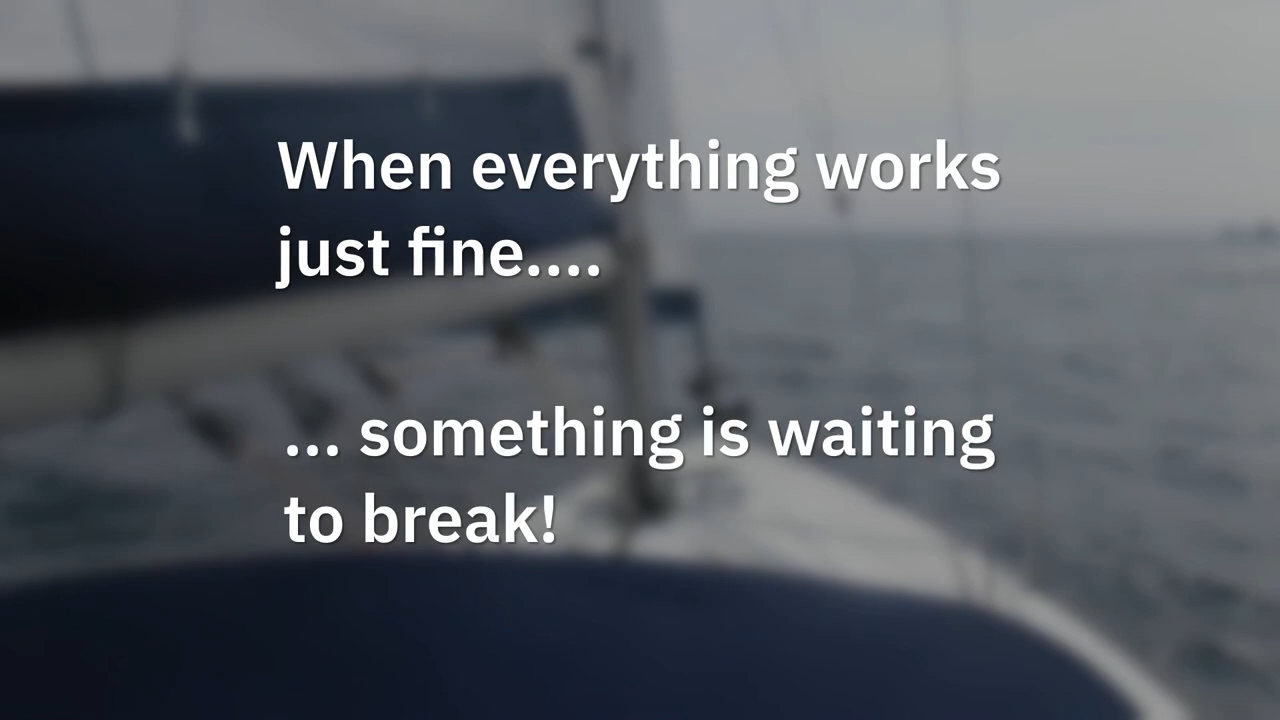 When everything works
just fine....
... something is waiting
to break!